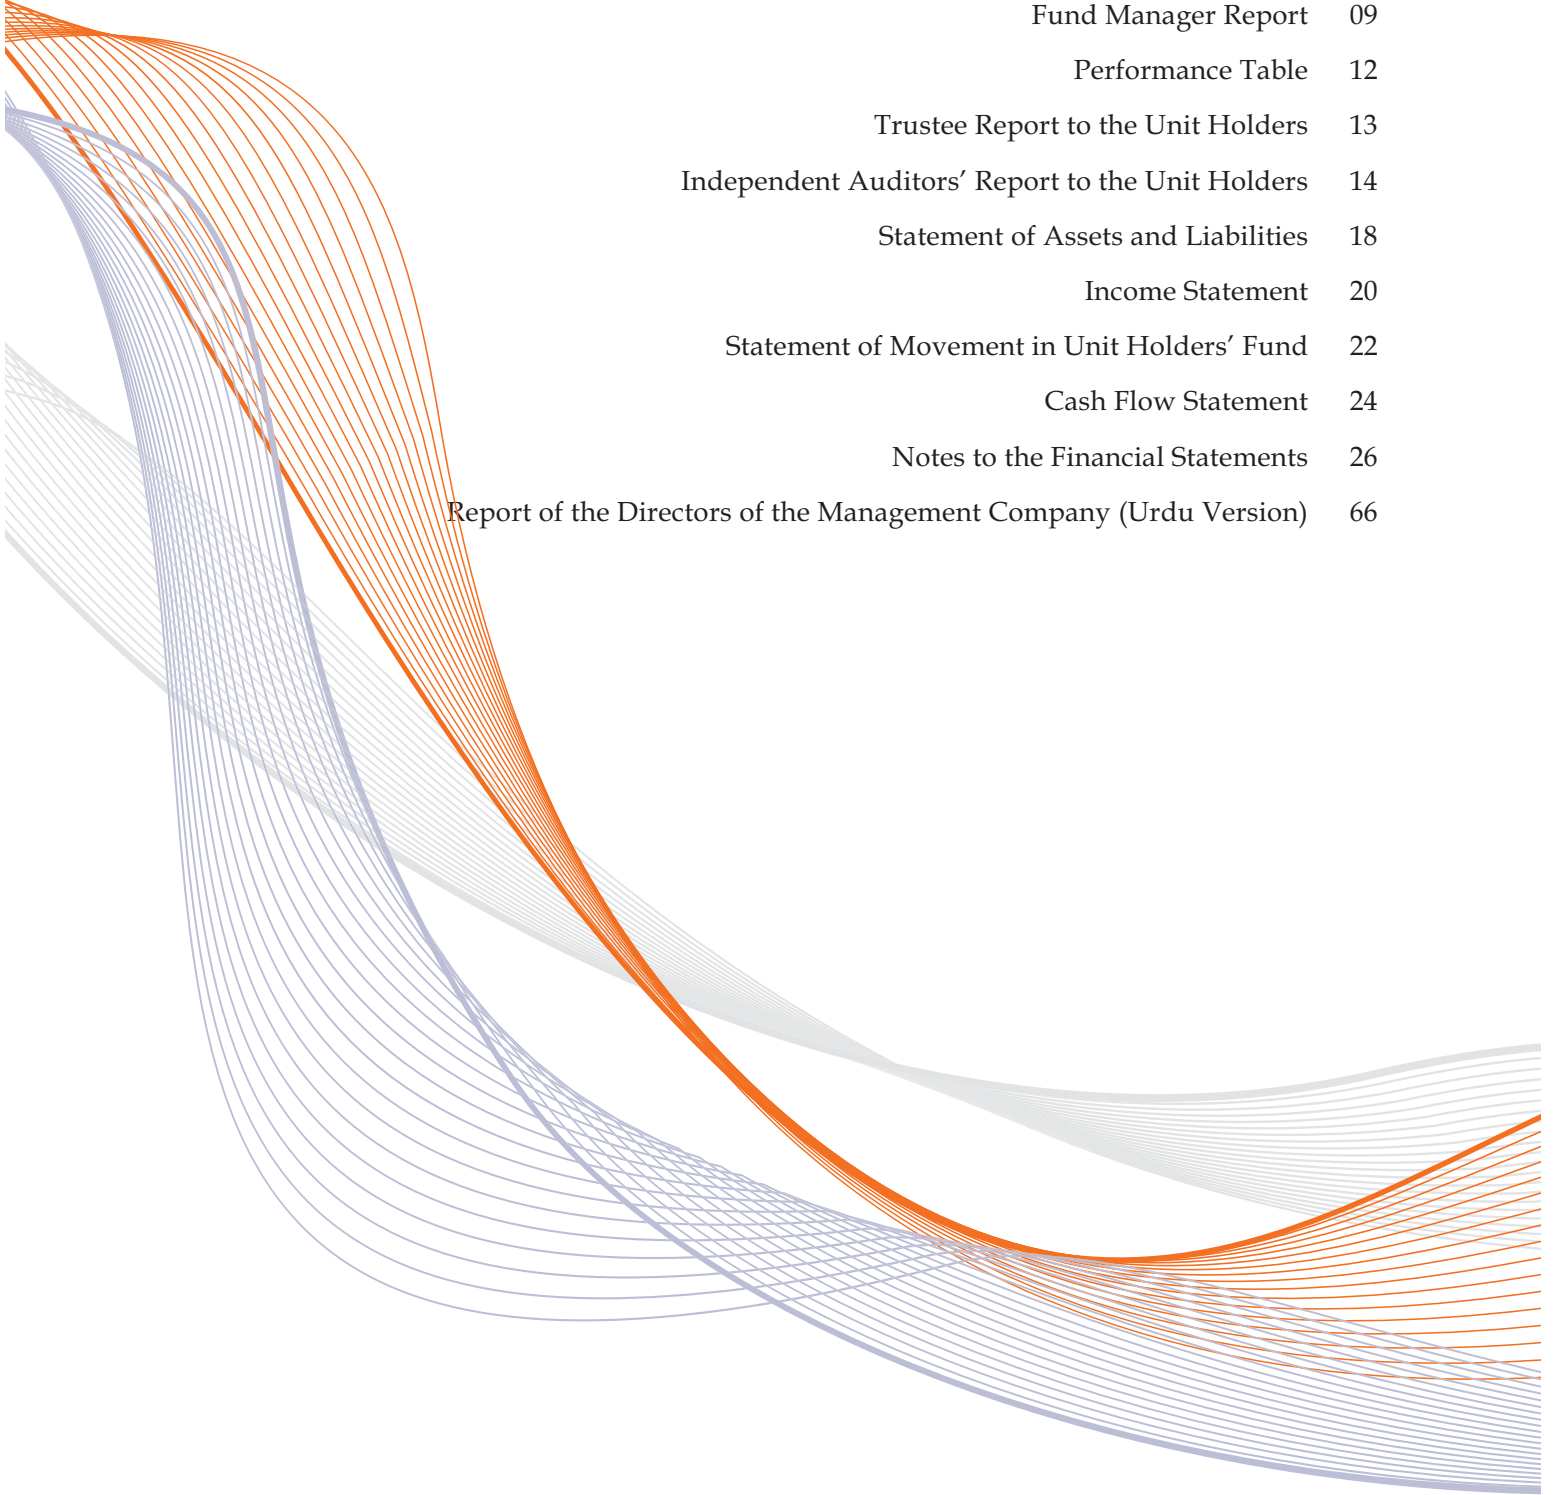 Fund Manager Report 09
Performance Table 12
Trustee Report to the Unit Holders 13
Independent Auditors’ Report to the Unit Holders 14
Statement of Assets and Liabilities 18
Income Statement 20
Statement of Movement in Unit Holders’ Fund 22
Cash Flow Statement 24
Notes to the Financial Statements 26
Report of the Directors of the Management Company (Urdu Version) 66